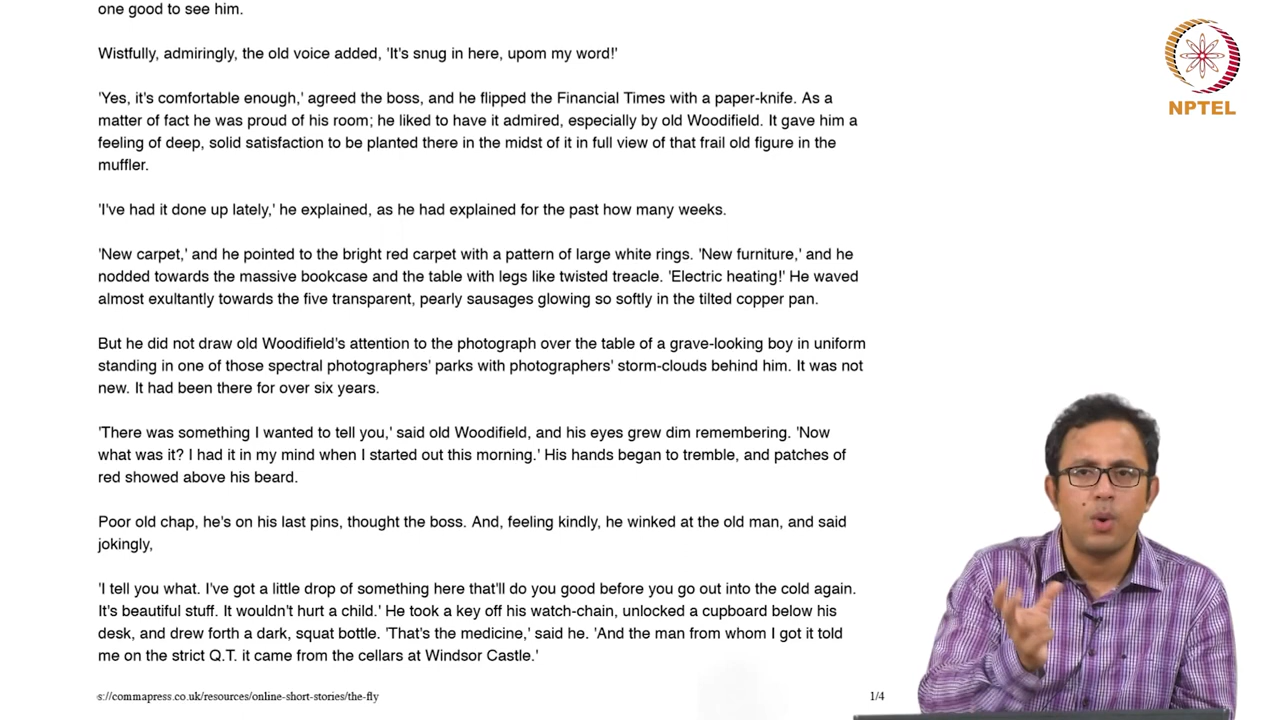 one good to see him.
Wistfully, admiringly, the old voice added, 'It's snug in here, upom my word!'
'Yes, it's comfortable enough,' agreed the boss, and he flipped the Financial Times with a paper-knife. As a
matter of fact he was proud of his room; he liked to have it admired, especially by old Woodifield. It gave him a
feeling of deep, solid satisfaction to be planted there in the midst of it in full view of that frail old figure in the
muffler.
'I've had it done up lately,' he explained, as he had explained for the past how many weeks.
'New carpet,' and he pointed to the bright red carpet with a pattern of large white rings. 'New furniture,' and he
nodded towards the massive bookcase and the table with legs like twisted treacle. 'Electric heating!' He waved
almost exultantly towards the five transparent, pearly sausages glowing so softly in the tilted copper pan.
But he did not draw old Woodifield's attention to the photograph over the table of a grave-looking boy in uniform
standing in one of those spectral photographers' parks with photographers' storm-clouds behind him. It was not
new. It had been there for over six years.
'There was something I wanted to tell you,' said old Woodifield, and his eyes grew dim remembering. 'Now
what was it? I had it in my mind when I started out this morning.' His hands began to tremble, and patches of
red showed above his beard.
Poor old chap, he's on his last pins, thought the boss. And, feeling kindly, he winked at the old man, and said
jokingly,
'I tell you what. I've got a little drop of something here that'll do you good before you go out into the cold again.
It's beautiful stuff. It wouldn't hurt a child.' He took a key off his watch-chain, unlocked a cupboard below his
desk, and drew forth a dark, squat bottle. 'That's the medicine,' said he. 'And the man from whom I got it told
me on the strict Q.T. it came from the cellars at Windsor Castle.'
s://commapress.co.uk/resources/online-short-stories/the-fly 1/4
NPTEL